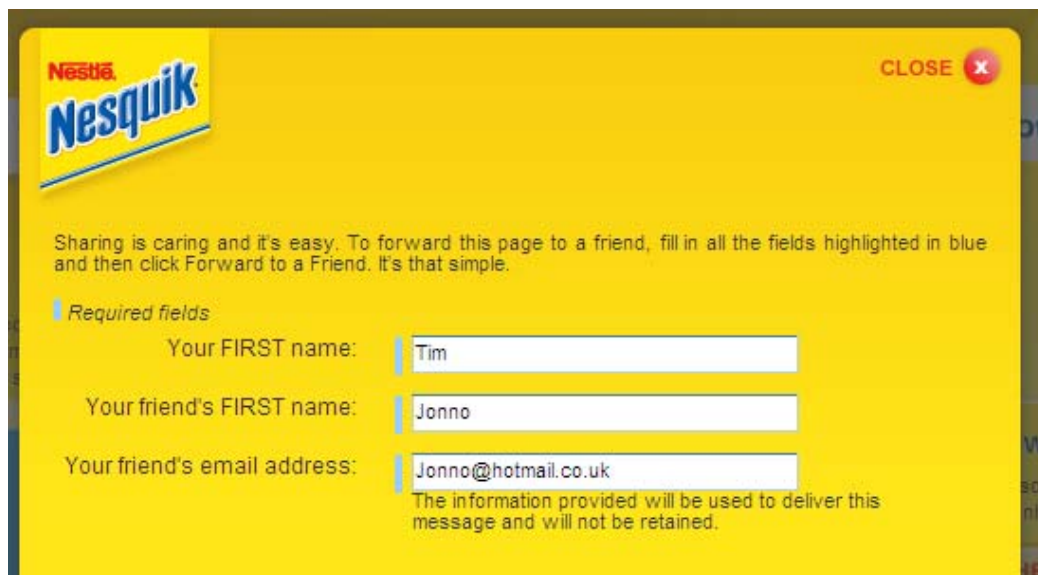 Nestlé
Nesquik
CLOSE x
Sharing is caring and it's easy. To forward this page to a friend, fill in all the fields highlighted in blue
and then click Forward to a Friend. It's that simple.
Required fields
Your FIRST name: Tim
Your friend's FIRST name: Jonno
Your friend's email address: Jonno@hotmail.co.uk
The information provided will be used to deliver this
message and will not be retained.